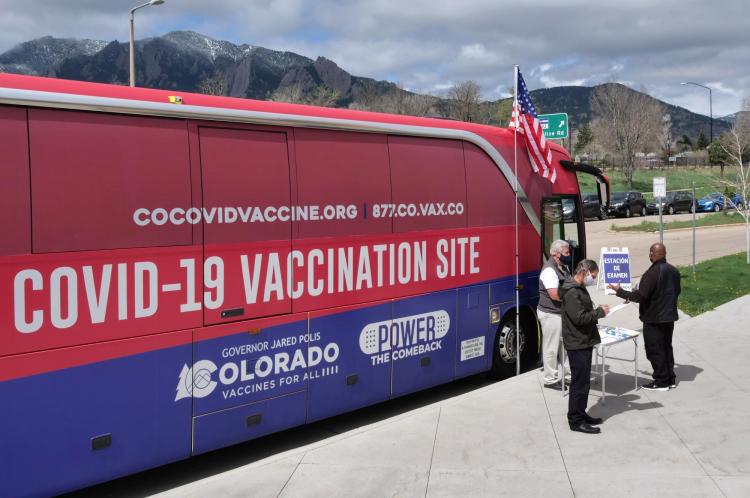 COCOVIDVACCINE.ORG | 877.CO.VAX.CO
COVID-19 VACCINATION SITE
GOVERNOR JARED POLIS
COLORADO
VACCINES FOR ALL
POWER
THE COMEBACK
ESTACIÓN
DE
EXAMEN